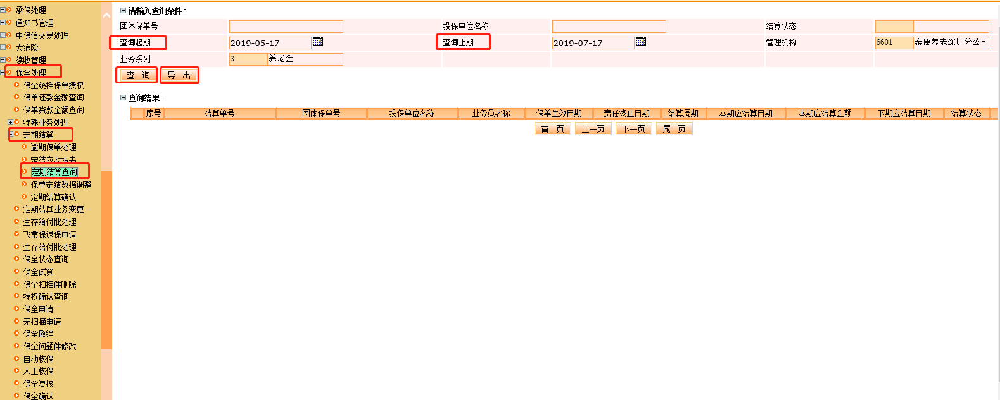 承保处理
通知书管理
中保信交易处理
大病险
续收管理
保全处理
保全统括保单授权
保单还款金额查询
保单贷款金额查询
特殊业务处理
定期结算
逾期保单处理
定结应收报表
定期结算查询
保单定结数据调整
定期结算确认
定期结算业务变更
生存给付批处理
飞常保退保申请
生存给付批处理
保全状态查询
保全试算
保全扫描件删除
特权确认查询
保全申请
无扫描申请
保全撤销
保全问题件修改
自动核保
人工核保
保全复核
保全确认
请输入查询条件：
团体保单号 投保单位名称 结算状态
查询起期 2019-05-17 查询止期 2019-07-17 管理机构 6601 泰康养老深圳分公司
业务系列 3 养老金
查 询 导 出
查询结果：
序号 结算单号 团体保单号 投保单位名称 业务员名称 保单生效日期 责任终止日期 结算周期 本期应结算日期 本期应结算金额 下期应结算日期 结算状态
首 页 上一页 下一页 尾 页